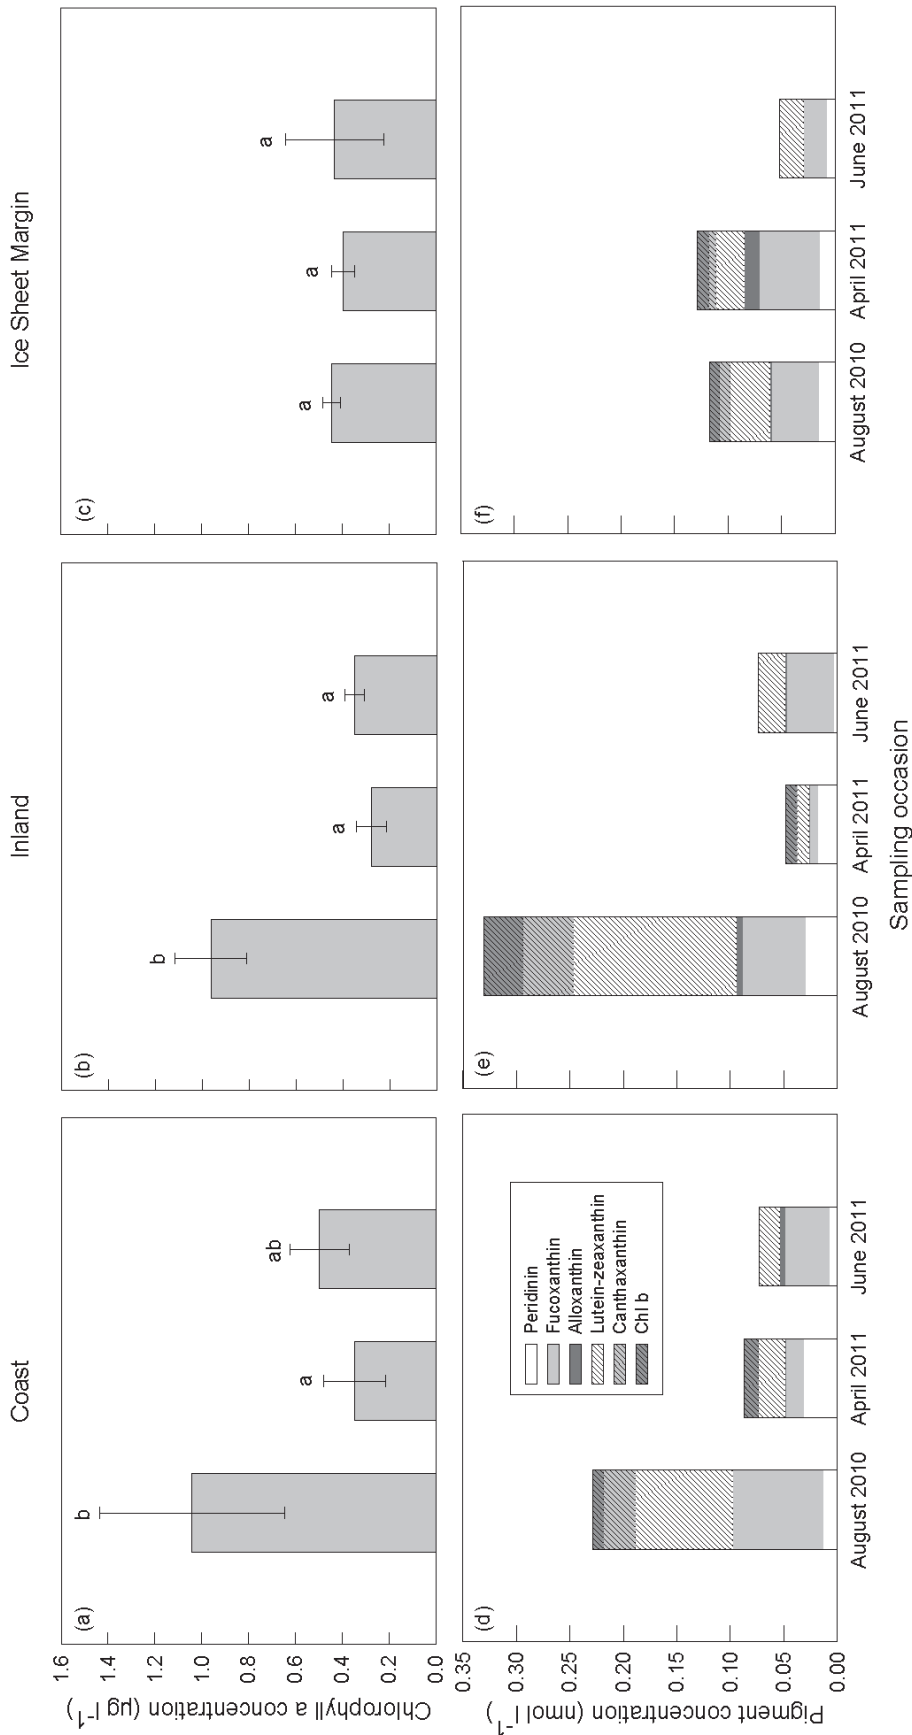 Coast
Inland
Ice Sheet Margin
Chlorophyll a concentration (µg l⁻¹)
1.6
1.4
1.2
1.0
0.8
0.6
0.4
0.2
0.0
(a)
b
a
ab
(b)
b
a
a
(c)
a
a
a
Pigment concentration (nmol l⁻¹)
0.35
0.30
0.25
0.20
0.15
0.10
0.05
0.00
(d)
Peridinin
Fucoxanthin
Alloxanthin
Lutein-zeaxanthin
Canthaxanthin
Chl b
August 2010
April 2011
June 2011
(e)
August 2010
April 2011
June 2011
(f)
August 2010
April 2011
June 2011
Sampling occasion